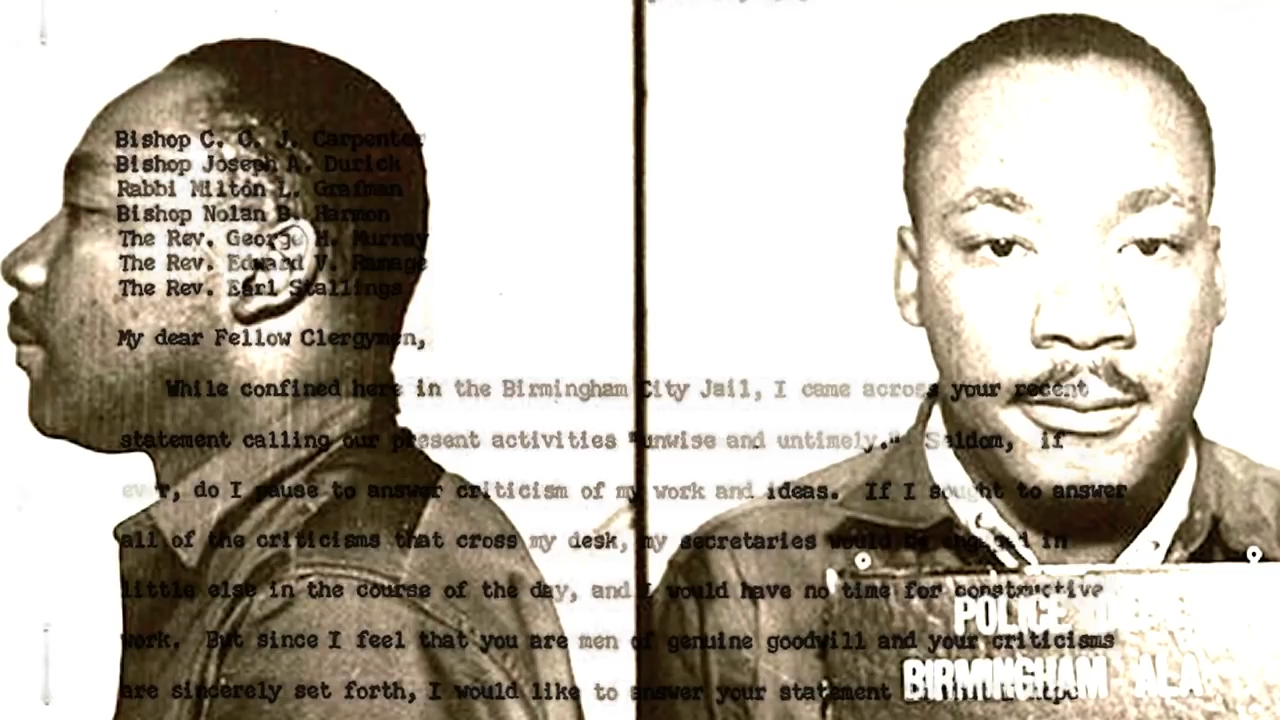 Bishop C. C. J. Carpenter
Bishop Joseph A. Durick
Rabbi Milton L. Grafman
Bishop Nolan B. Harmon
The Rev. George H. Murray
The Rev. Edward V. Ramage
The Rev. Earl Stallings
My dear Fellow Clergymen,
While confined here in the Birmingham City Jail, I came across your recent
statement calling our present activities "unwise and untimely." Seldom, if
ever, do I pause to answer criticism of my work and ideas. If I sought to answer
all of the criticisms that cross my desk, my secretaries would be engaged in
little else in the course of the day, and I would have no time for constructive
work. But since I feel that you are men of genuine goodwill and your criticisms
are sincerely set forth, I would like to answer your statement
POLICE
BIRMINGHAM ALA